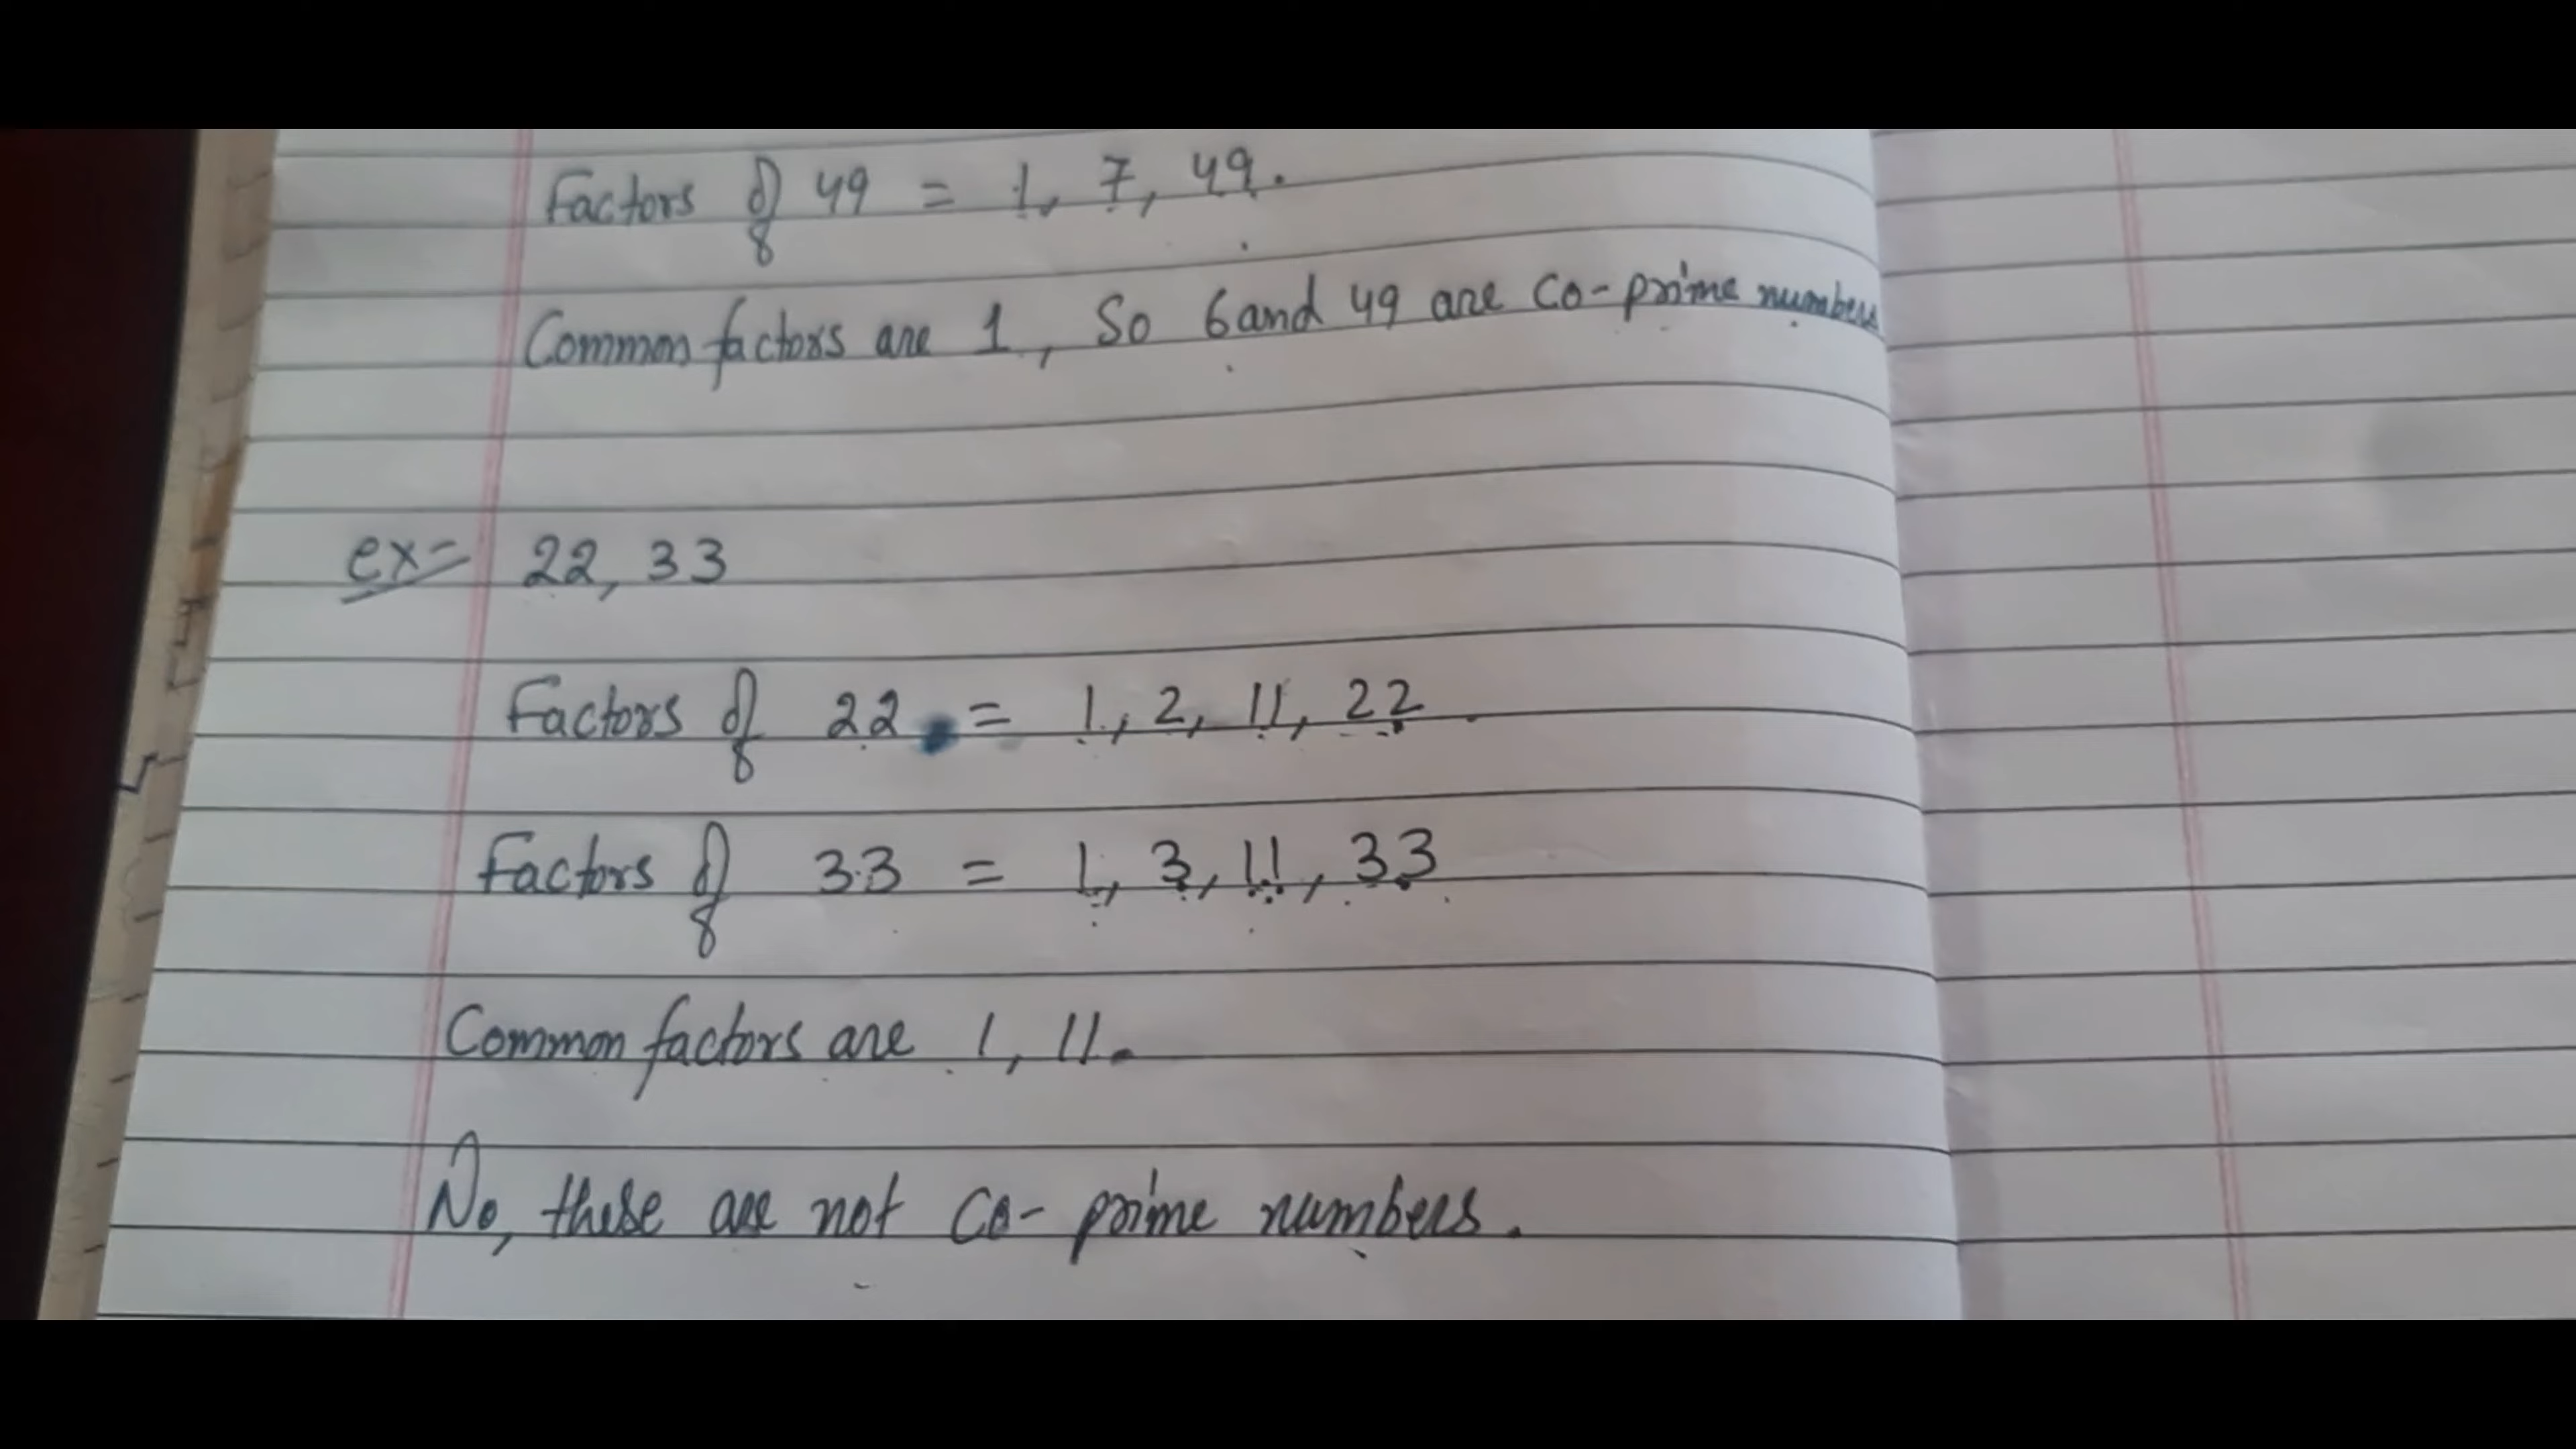 Factors of 49 = 1, 7, 49.
Common factors are 1, So 6 and 49 are Co-prime numbers
ex= 22, 33
Factors of 22 = 1, 2, 11, 22
Factors of 33 = 1, 3, 11, 33
Common factors are 1, 11.
No, these are not Co-prime numbers.